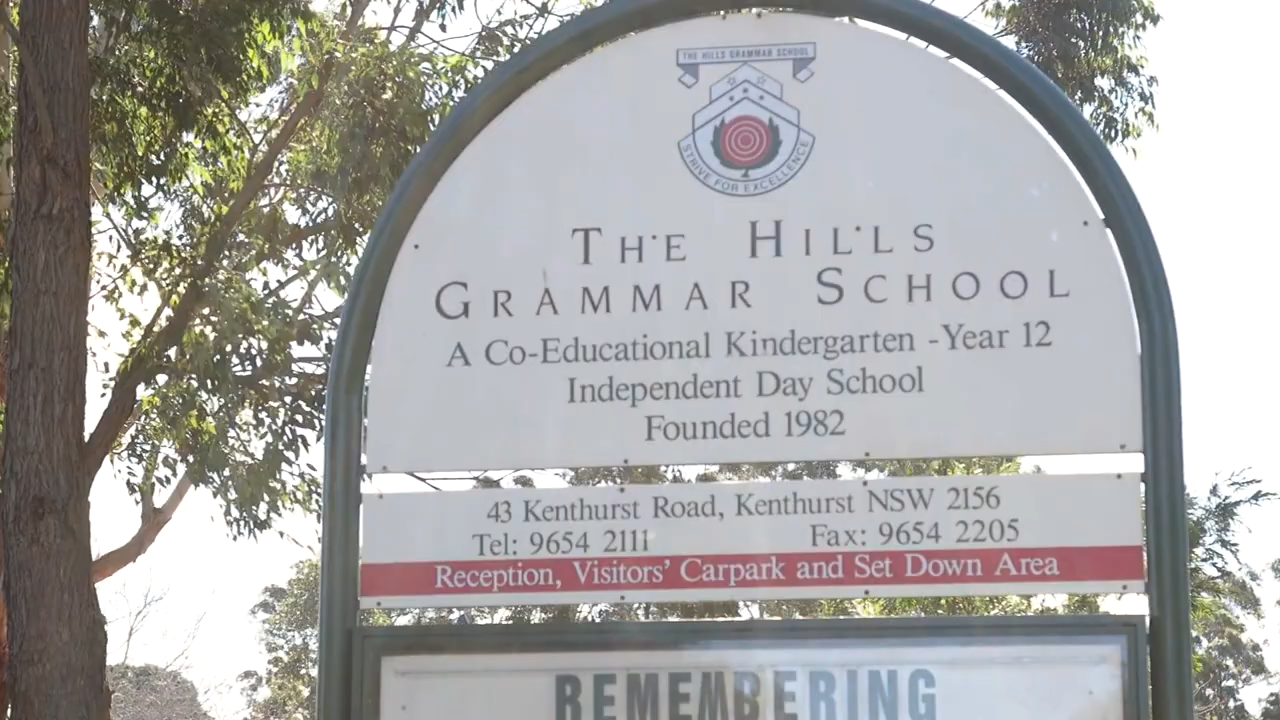 THE HILLS GRAMMAR SCHOOL
STRIVE FOR EXCELLENCE
THE HILLS
GRAMMAR SCHOOL
A Co-Educational Kindergarten -Year 12
Independent Day School
Founded 1982
43 Kenthurst Road, Kenthurst NSW 2156
Tel: 9654 2111 Fax: 9654 2205
Reception, Visitors' Carpark and Set Down Area
REMEMBERING